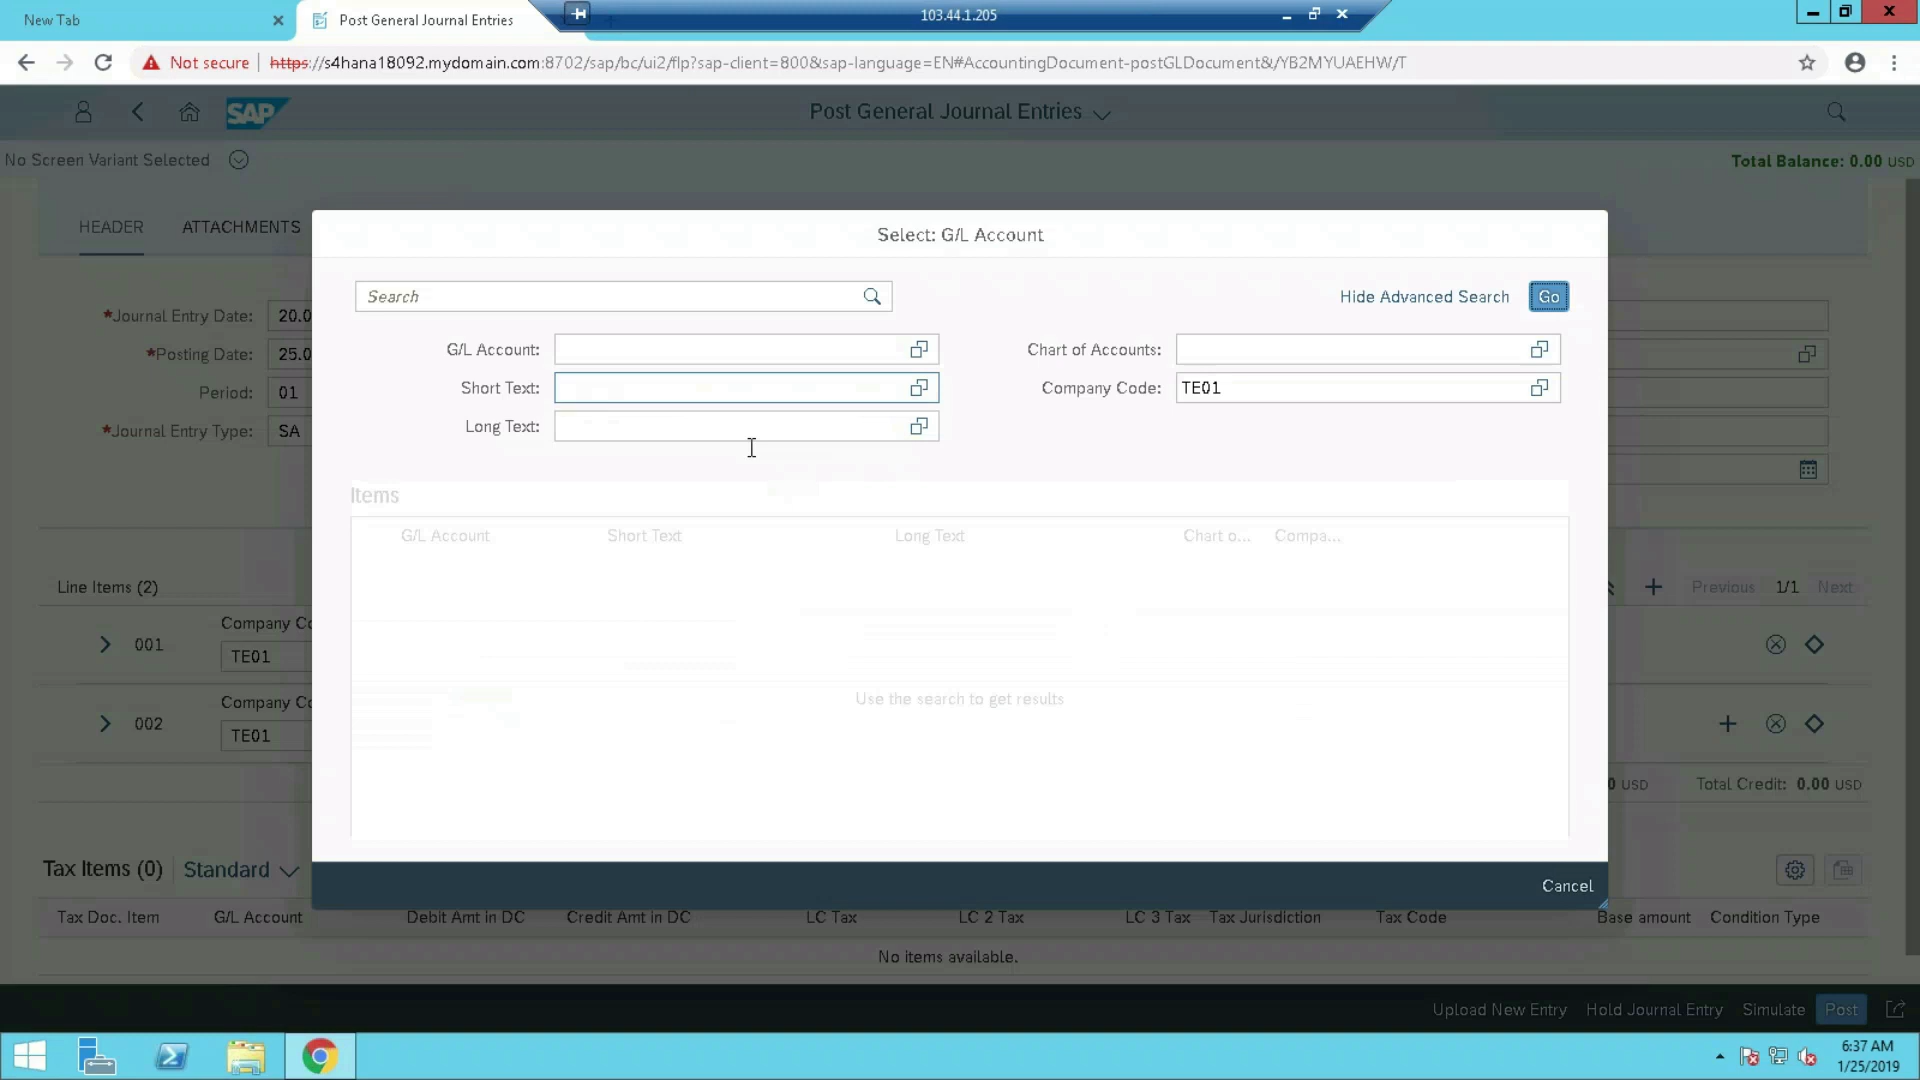 New Tab
Post General Journal Entries
103.44.1.205
Not secure | https://s4hana18092.mydomain.com:8702/sap/bc/ui2/flp?sap-client=800&sap-language=EN#AccountingDocument-postGLDocument&/YB2MYUAEHW/T
SAP
Post General Journal Entries
No Screen Variant Selected
Total Balance: 0.00 USD
HEADER
ATTACHMENTS
Select: G/L Account
Search
Hide Advanced Search
Go
*Journal Entry Date: 20.0
*Posting Date: 25.0
Period: 01
*Journal Entry Type: SA
G/L Account:
Chart of Accounts:
Short Text:
Company Code: TE01
Long Text:
Items
G/L Account
Short Text
Long Text
Chart o...
Compa...
Use the search to get results
Line Items (2)
Previous 1/1 Next
Company Co
001
TE01
Company Co
002
TE01
0 USD
Total Credit: 0.00 USD
Cancel
Tax Items (0) Standard
Tax Doc. Item
G/L Account
Debit Amt in DC
Credit Amt in DC
LC Tax
LC 2 Tax
LC 3 Tax
Tax Jurisdiction
Tax Code
Base amount
Condition Type
No items available.
Upload New Entry
Hold Journal Entry
Simulate
Post
6:37 AM
1/25/2019